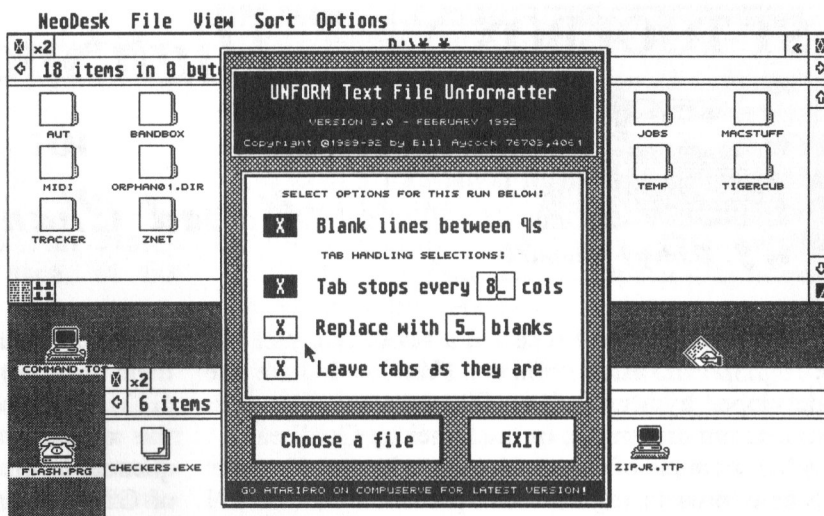 NeoDesk File View Sort Options
D:\
x2
18 items in 0 byt
AUT
BANDBOX
JOBS
MACSTUFF
MIDI
ORPHAN01.DIR
TEMP
TIGERCUB
TRACKER
ZNET
UNFORM Text File Unformatter
VERSION 3.0 - FEBRUARY 1992
Copyright @1989-92 by Bill Aycock 76703,4061
SELECT OPTIONS FOR THIS RUN BELOW:
X Blank lines between ¶s
TAB HANDLING SELECTIONS:
X Tab stops every 8_ cols
X Replace with 5_ blanks
X Leave tabs as they are
Choose a file
EXIT
GO ATARIPRO ON COMPUSERVE FOR LATEST VERSION!
COMMAND.TOS
x2
6 items
FLASH.PRG
CHECKERS.EXE
ZIPJR.TTP